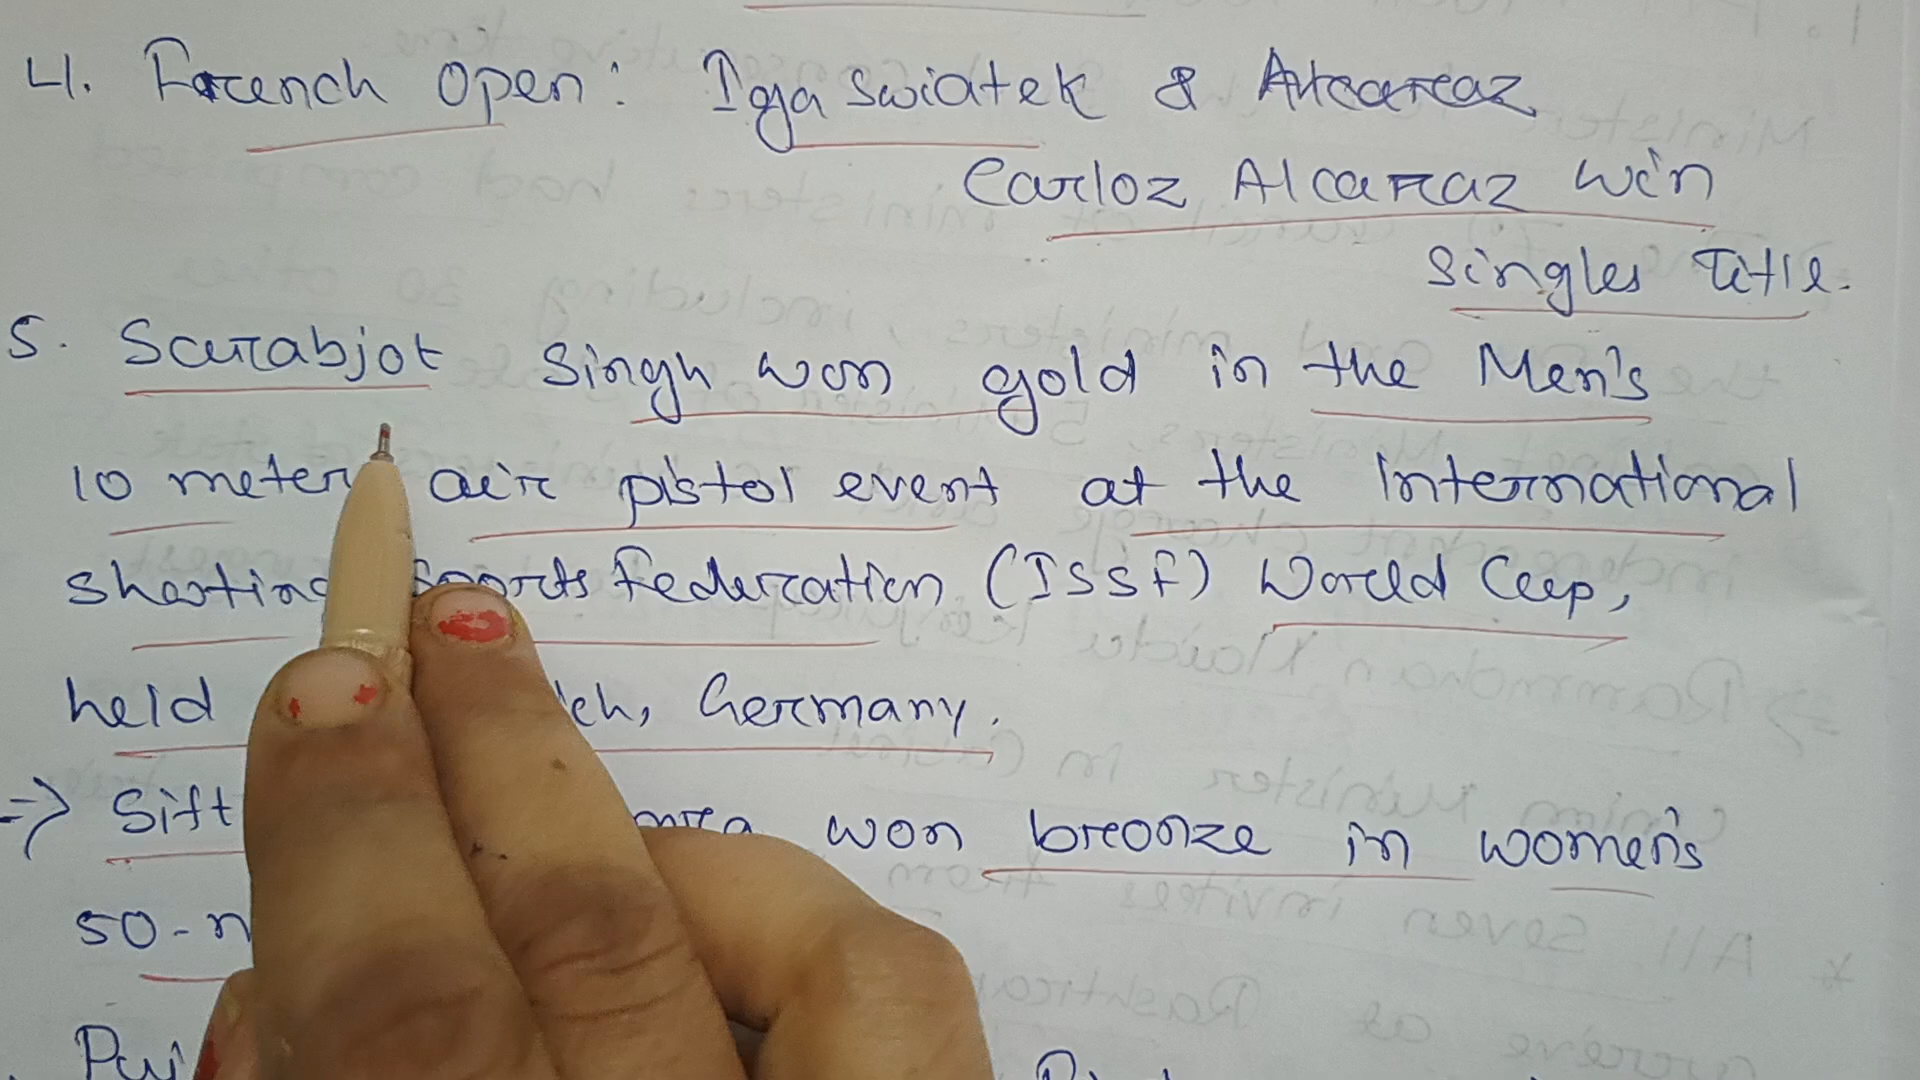 4. French Open: Iga Swiatek &
Carloz Alcaraz win
Singles Title.
5. Sarabjot Singh won gold in the Men's
10 meter air pistol event at the International
Shooting Sports Federation (ISSF) World Cup,
held Germany.
=> Sift won bronze in women's
50-